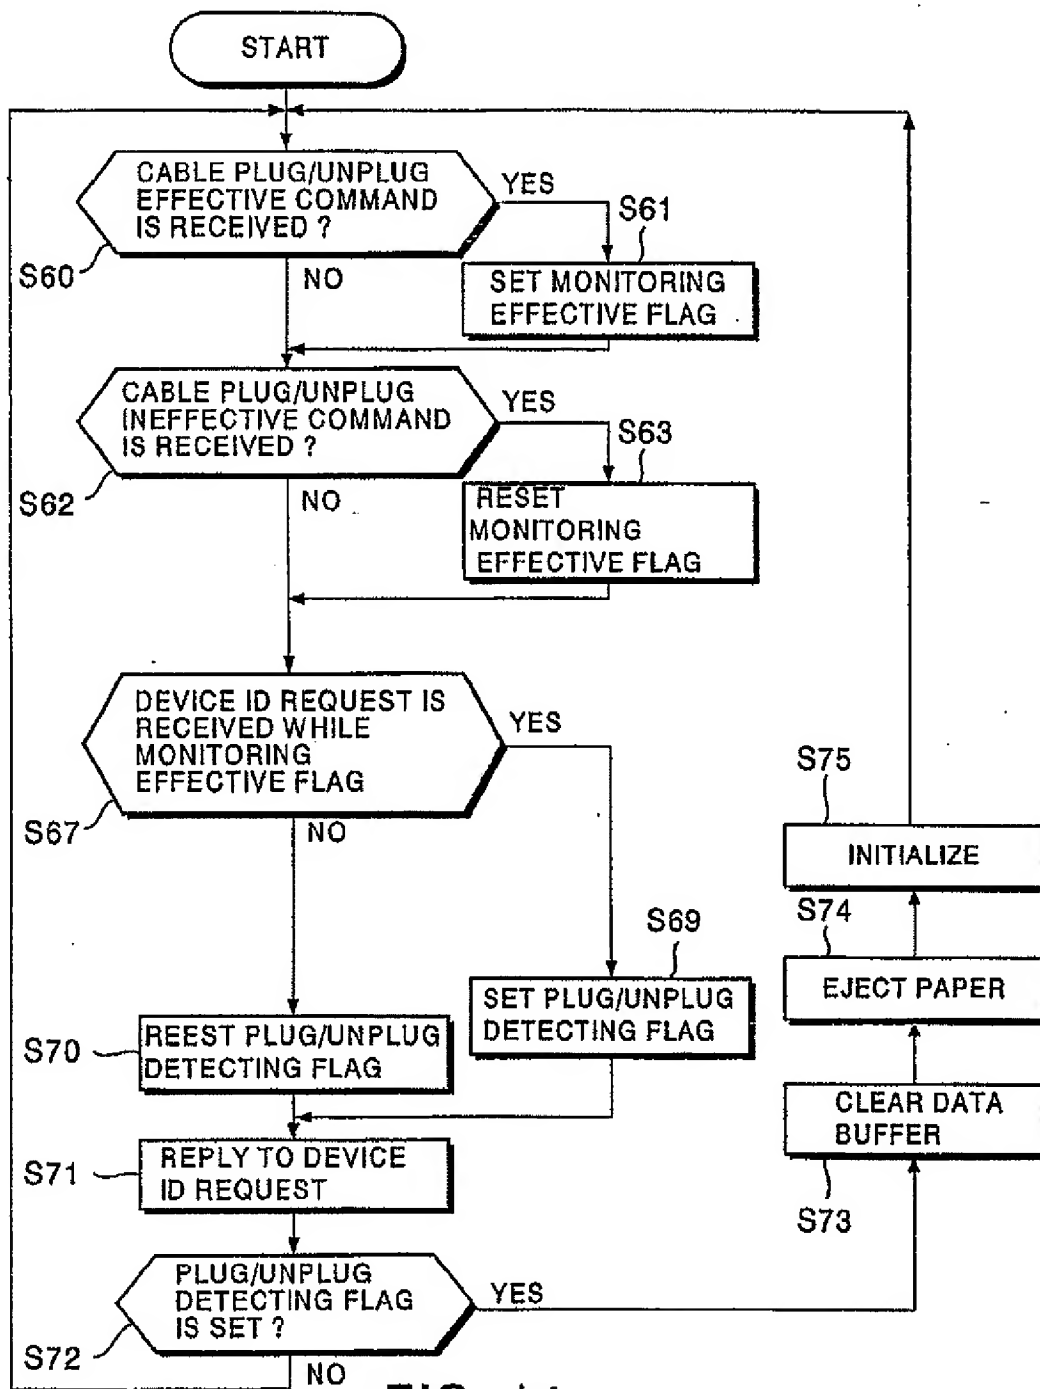 START
CABLE PLUG/UNPLUG
EFFECTIVE COMMAND
IS RECEIVED ?
YES
S60
NO
S61
SET MONITORING
EFFECTIVE FLAG
CABLE PLUG/UNPLUG
INEFFECTIVE COMMAND
IS RECEIVED ?
YES
S62
NO
S63
RESET
MONITORING
EFFECTIVE FLAG
DEVICE ID REQUEST IS
RECEIVED WHILE
MONITORING
EFFECTIVE FLAG
YES
S67
NO
S69
SET PLUG/UNPLUG
DETECTING FLAG
S70
REEST PLUG/UNPLUG
DETECTING FLAG
S71
REPLY TO DEVICE
ID REQUEST
PLUG/UNPLUG
DETECTING FLAG
IS SET ?
YES
S72
NO
S75
INITIALIZE
S74
EJECT PAPER
CLEAR DATA
BUFFER
S73